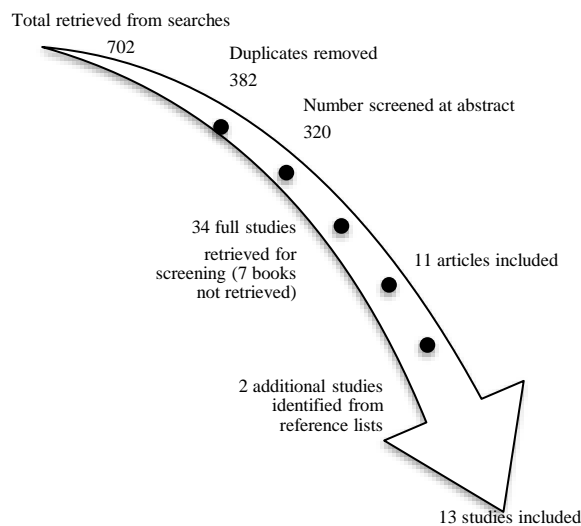 Total retrieved from searches
702
Duplicates removed
382
Number screened at abstract
320
34 full studies
retrieved for
screening (7 books
not retrieved)
11 articles included
2 additional studies
identified from
reference lists
13 studies included